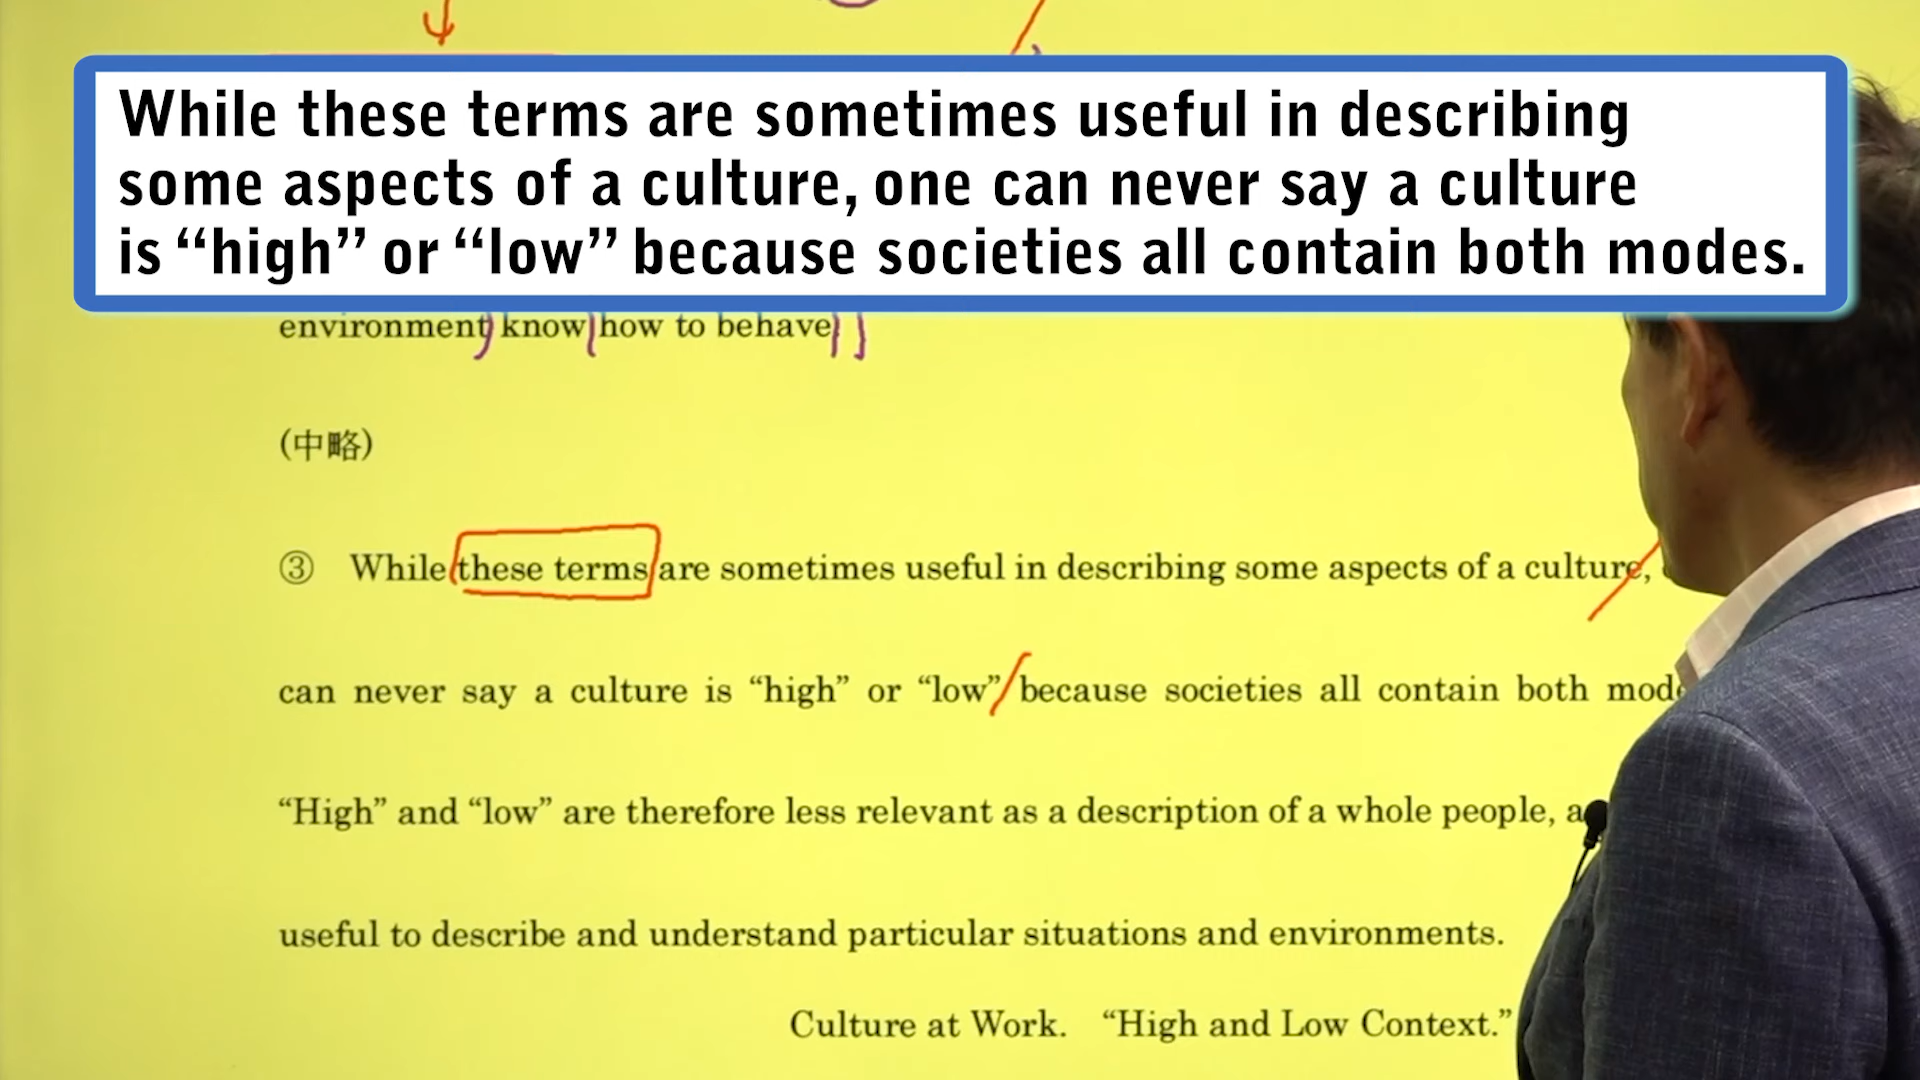 While these terms are sometimes useful in describing
some aspects of a culture, one can never say a culture
is “high” or “low” because societies all contain both modes.
environment know how to behave
(中略)
③ While these terms are sometimes useful in describing some aspects of a culture,
can never say a culture is “high” or “low” because societies all contain both
“High” and “low” are therefore less relevant as a description of a whole people,
useful to describe and understand particular situations and environments.
Culture at Work. “High and Low Context.”